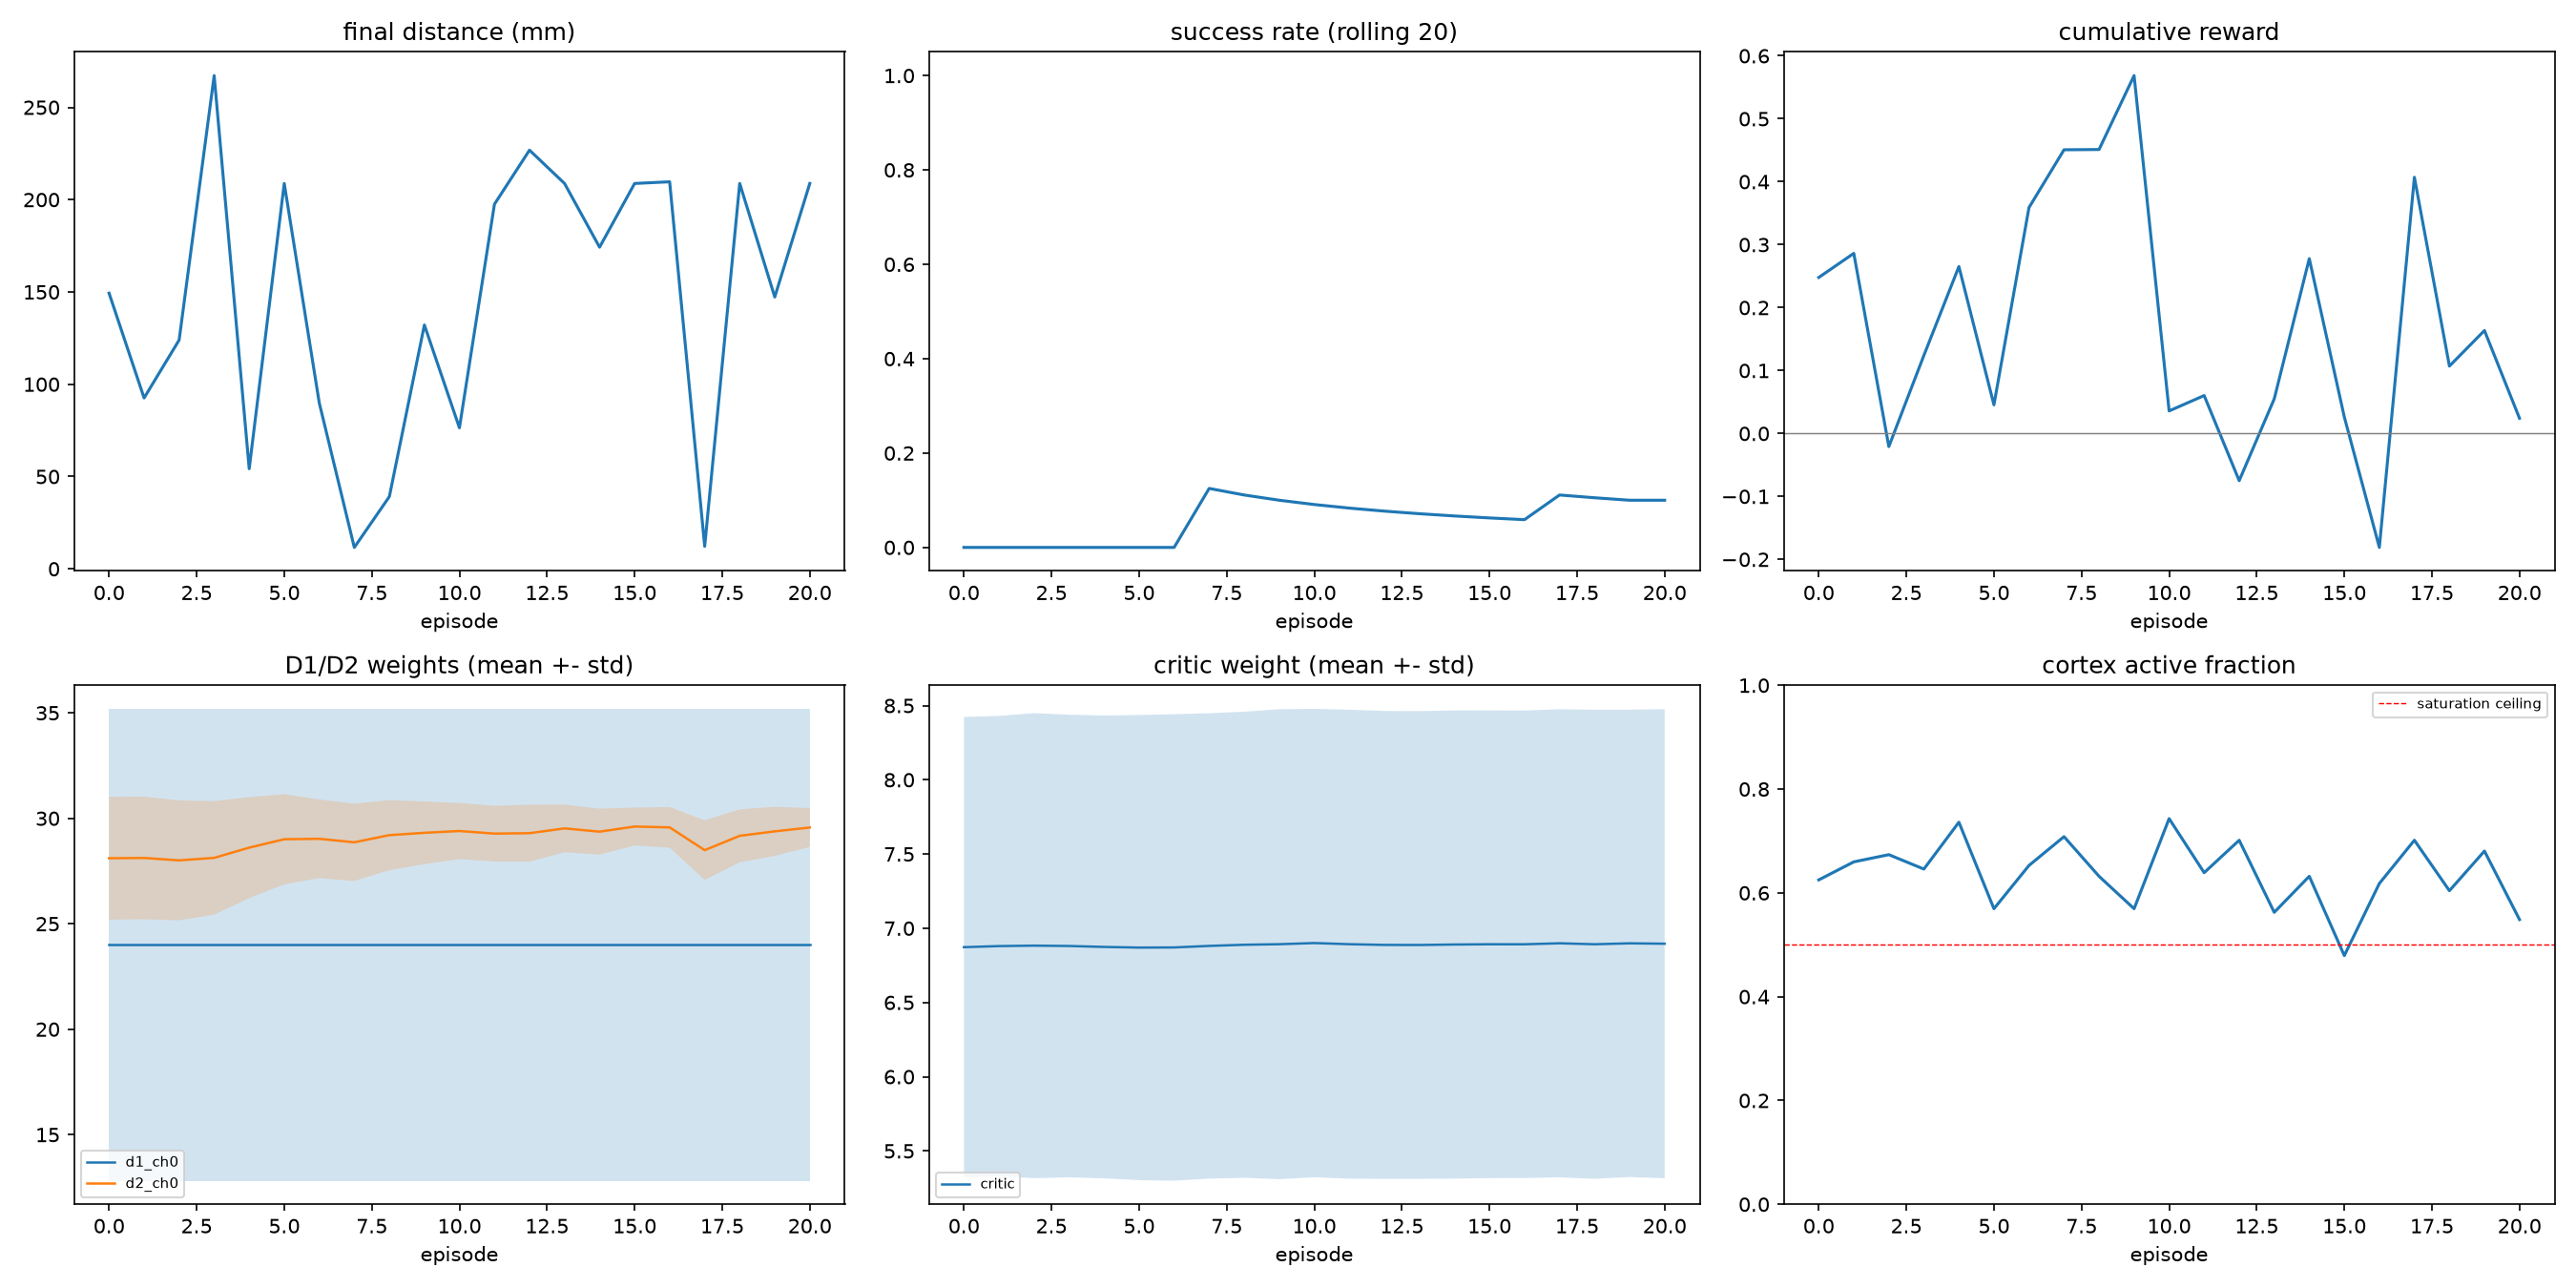 final distance (mm)
250
200
150
100
50
0
0.0 2.5 5.0 7.5 10.0 12.5 15.0 17.5 20.0
episode
success rate (rolling 20)
1.0
0.8
0.6
0.4
0.2
0.0
0.0 2.5 5.0 7.5 10.0 12.5 15.0 17.5 20.0
episode
cumulative reward
0.6
0.5
0.4
0.3
0.2
0.1
0.0
−0.1
−0.2
0.0 2.5 5.0 7.5 10.0 12.5 15.0 17.5 20.0
episode
D1/D2 weights (mean +- std)
35
30
25
20
15
d1_ch0
d2_ch0
0.0 2.5 5.0 7.5 10.0 12.5 15.0 17.5 20.0
episode
critic weight (mean +- std)
8.5
8.0
7.5
7.0
6.5
6.0
5.5
critic
0.0 2.5 5.0 7.5 10.0 12.5 15.0 17.5 20.0
episode
cortex active fraction
1.0
saturation ceiling
0.8
0.6
0.4
0.2
0.0
0.0 2.5 5.0 7.5 10.0 12.5 15.0 17.5 20.0
episode